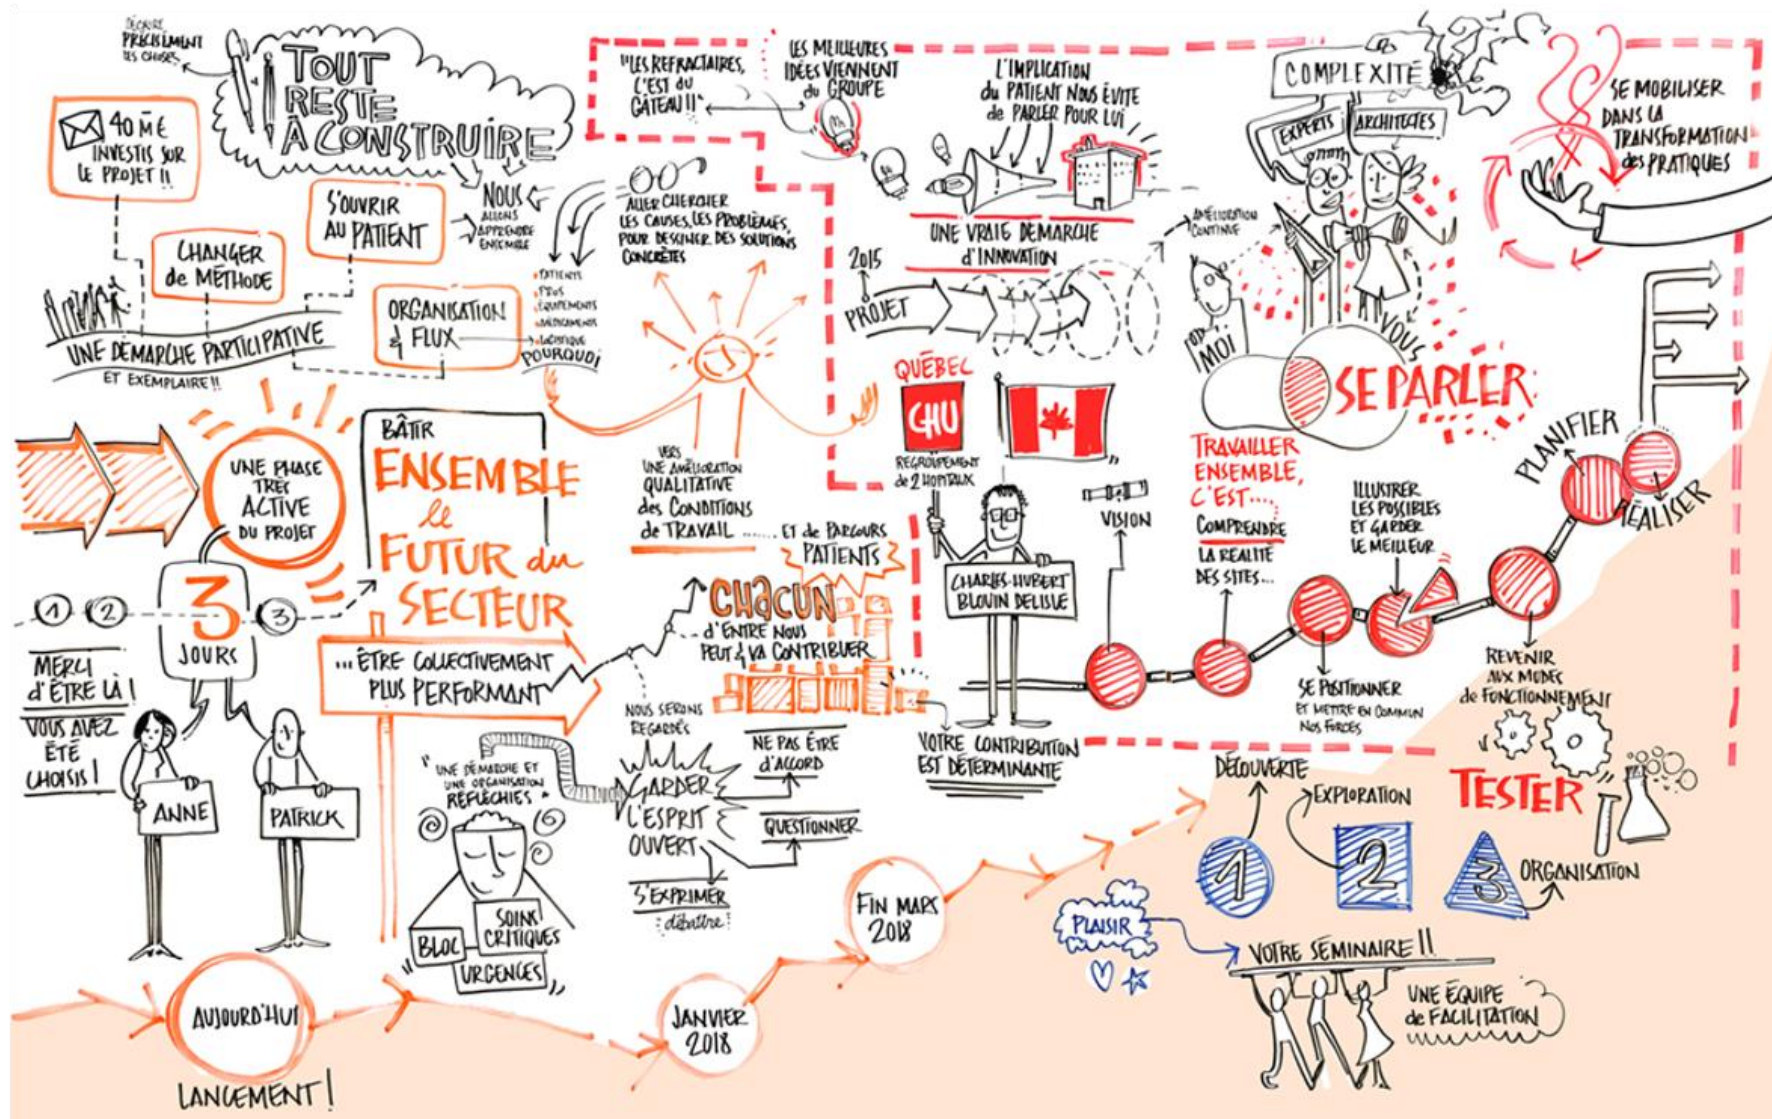 DÉCRIRE
PRÉCISÉMENT
LES CHOSES
TOUT
RESTE
À CONSTRUIRE
40 M €
INVESTIS SUR
LE PROJET !!
CHANGER
de MÉTHODE
S'OUVRIR
AU PATIENT
ORGANISATION
& FLUX
UNE DÉMARCHE PARTICIPATIVE
ET EXEMPLAIRE !!
NOUS
ALLONS
APPRENDRE
ENSEMBLE
PATIENTS
ÉQUIPEMENTS
MÉDICAMENTS
LOGISTIQUE
POURQUOI
ALLER CHERCHER
LES CAUSES, LES PROBLÈMES,
POUR DESSINER DES SOLUTIONS
CONCRÈTES
UNE PHASE
TRÈS
ACTIVE
DU PROJET
1 2 3
3
JOURS
MERCI
d'ÊTRE LÀ !
VOUS AVEZ
ÉTÉ
CHOISIS !
ANNE
PATRICK
BÂTIR
ENSEMBLE
le
FUTUR du
SECTEUR
... ÊTRE COLLECTIVEMENT
PLUS PERFORMANT
VERS
UNE AMÉLIORATION
QUALITATIVE
des CONDITIONS
de TRAVAIL ......
ET de PARCOURS
PATIENTS
CHACUN
d'ENTRE NOUS
PEUT & VA CONTRIBUER
NOUS SERONS
REGARDÉS
GARDER
L'ESPRIT
OUVERT
NE PAS ÊTRE
d'ACCORD
QUESTIONNER
S'EXPRIMER
débattre
"UNE DÉMARCHE ET
UNE ORGANISATION
RÉFLÉCHIES"
"BLOC
SOINS
CRITIQUES
URGENCES"
AUJOURD'HUI
LANCEMENT !
JANVIER
2018
FIN MARS
2018
"LES REFRACTAIRES,
C'EST du
GÂTEAU !!"
LES MEILLEURES
IDÉES VIENNENT
du GROUPE
L'IMPLICATION
du PATIENT NOUS ÉVITE
de PARLER POUR LUI
UNE VRAIE DEMARCHE
d'INNOVATION
2015
PROJET
AMÉLIORATION
CONTINUE
COMPLEXITÉ
EXPERTS
ARCHITECTES
SE MOBILISER
DANS LA
TRANSFORMATION
des PRATIQUES
MOI
VOUS
SE PARLER
QUÉBEC
CHU
REGROUPEMENT
de 2 HOPITAUX
CHARLES-HUBERT
BLOUIN DELISLE
VOTRE CONTRIBUTION
EST DÉTERMINANTE
VISION
TRAVAILLER
ENSEMBLE,
C'EST....
COMPRENDRE
LA REALITÉ
DES SITES...
SE POSITIONNER
ET METTRE EN COMMUN
NOS FORCES
ILLUSTRER
LES POSSIBLES
ET GARDER
LE MEILLEUR
REVENIR
AUX MODES
de FONCTIONNEMENT
PLANIFIER
RÉALISER
TESTER
DÉCOUVERTE
EXPLORATION
ORGANISATION
1
2
3
PLAISIR
VOTRE SÉMINAIRE !!
UNE ÉQUIPE
de FACILITATION